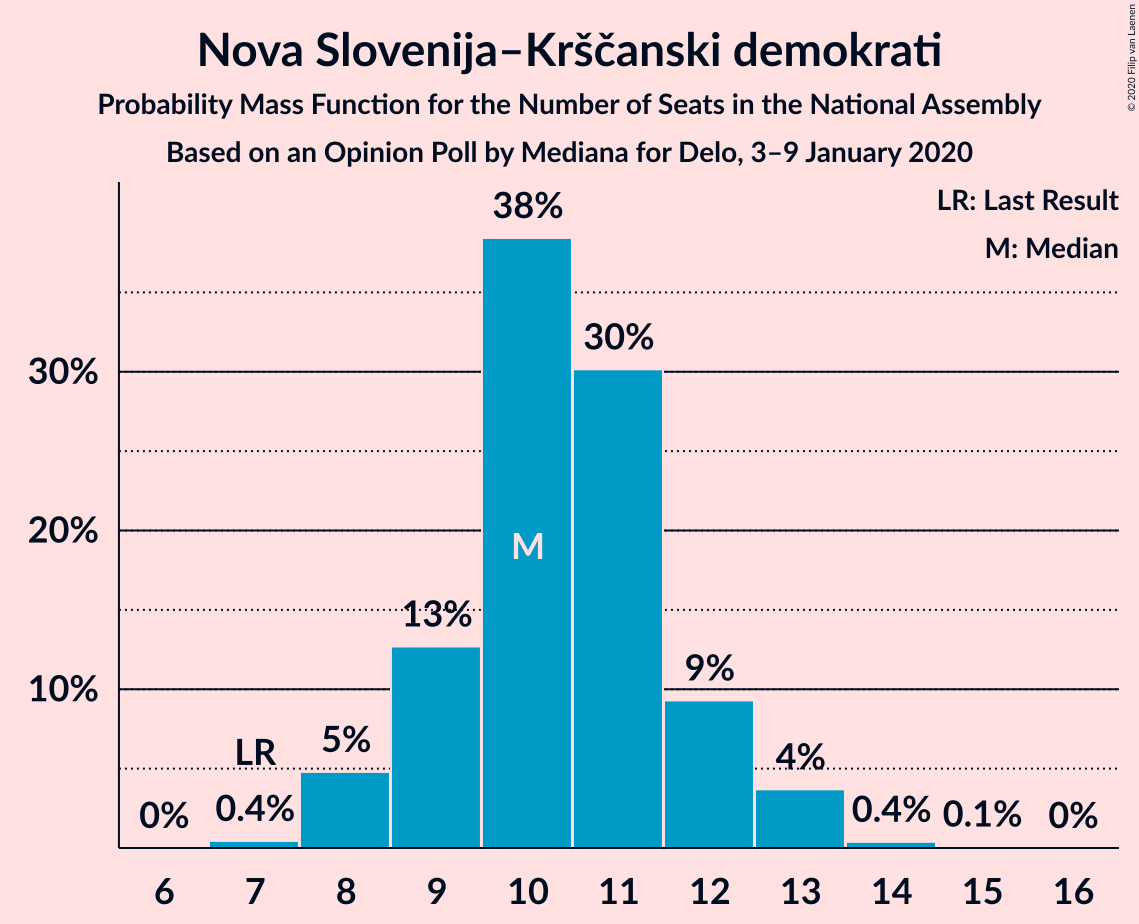 Nova Slovenija–Krščanski demokrati
Probability Mass Function for the Number of Seats in the National Assembly
Based on an Opinion Poll by Mediana for Delo, 3–9 January 2020
© 2020 Filip van Laenen
LR: Last Result
M: Median
38%
30%
30%
M
20%
13%
9%
10%
LR
5%
4%
0%
0.4%
0.4%
0.1%
0%
6 7 8 9 10 11 12 13 14 15 16